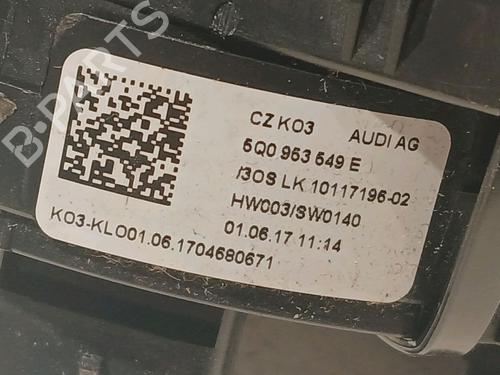 B-PARTS
CZ K03 AUDI AG
5Q0 953 549 E
/3OS LK 10117196-02
HW003/SW0140
01.06.17 11:14
K03-KLO01.06.1704680671